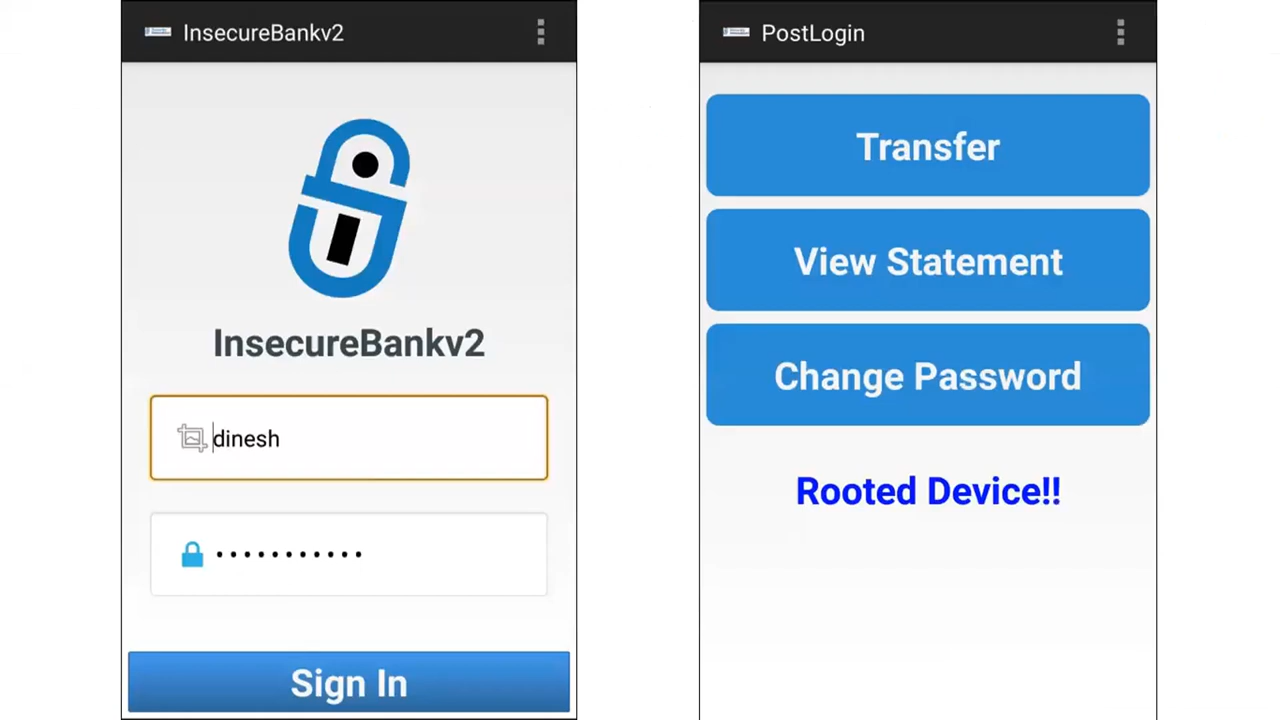 InsecureBankv2
InsecureBankv2
dinesh
•••••••••••
Sign In
PostLogin
Transfer
View Statement
Change Password
Rooted Device!!